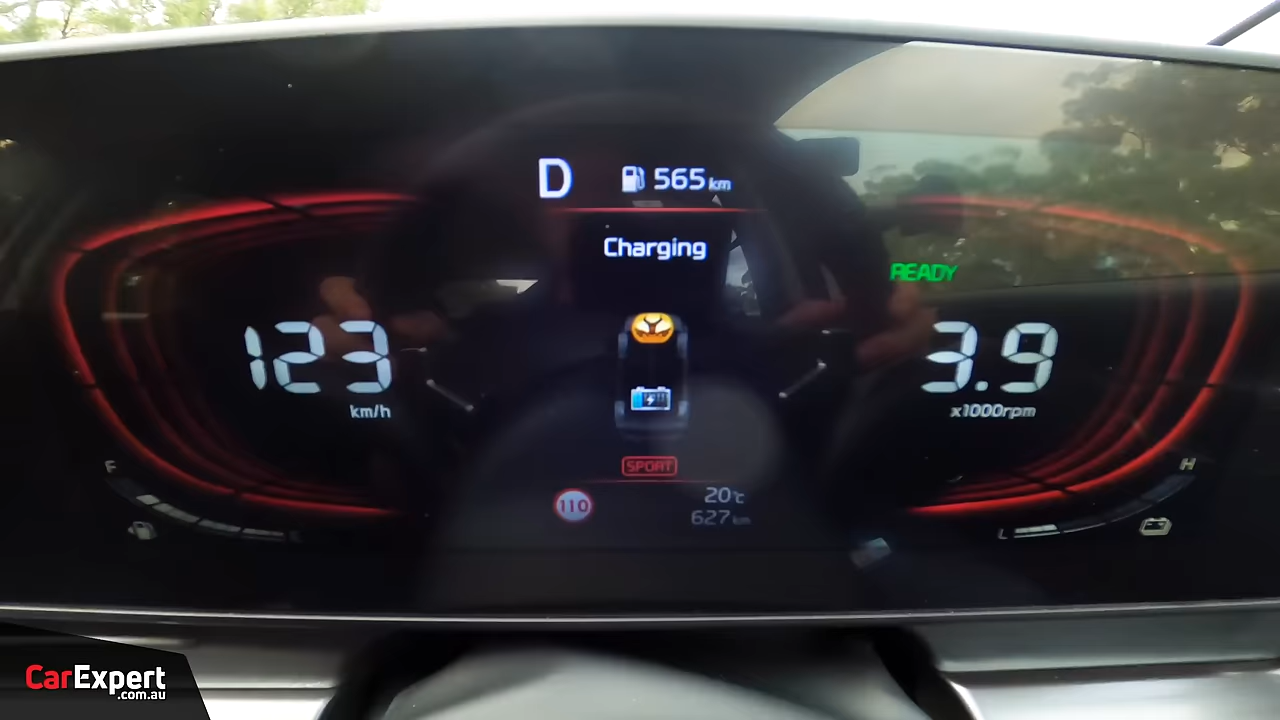 D 565 km
Charging
READY
123
km/h
3.9
x1000rpm
SPORT
F
H
110
20°c
627 km
L
CarExpert
.com.au